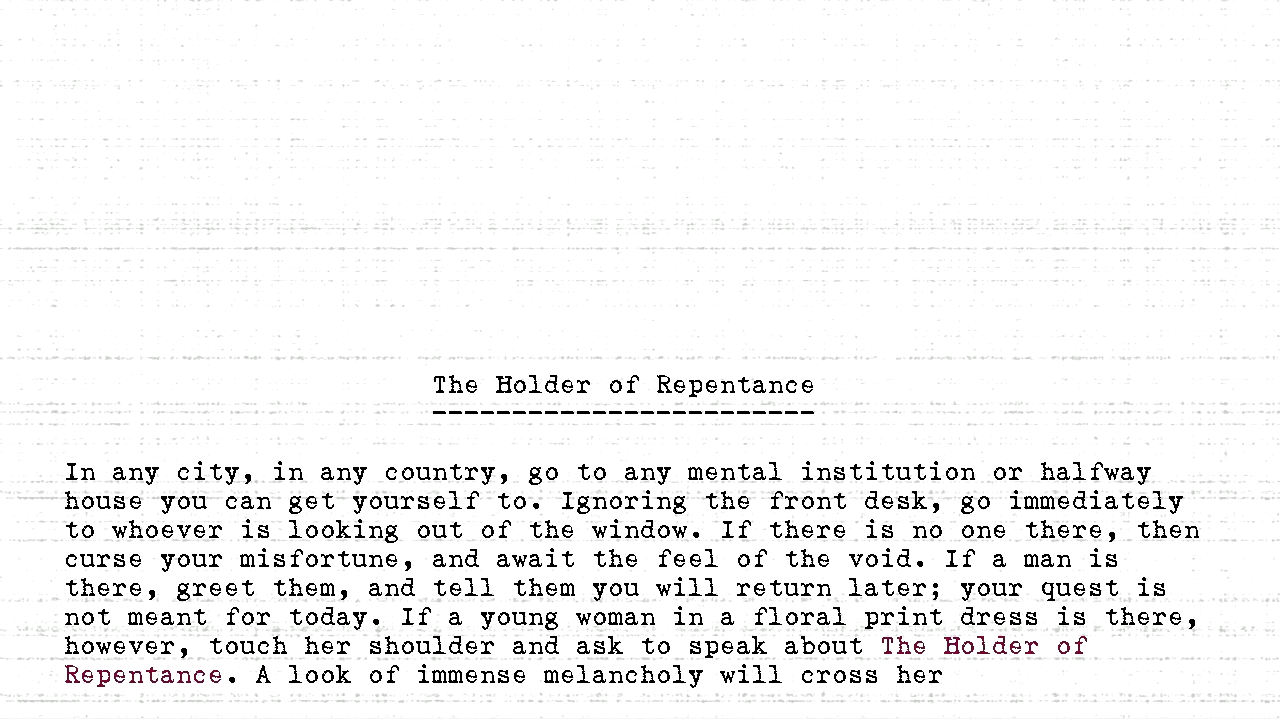 The Holder of Repentance
------------------------
In any city, in any country, go to any mental institution or halfway
house you can get yourself to. Ignoring the front desk, go immediately
to whoever is looking out of the window. If there is no one there, then
curse your misfortune, and await the feel of the void. If a man is
there, greet them, and tell them you will return later; your quest is
not meant for today. If a young woman in a floral print dress is there,
however, touch her shoulder and ask to speak about The Holder of
Repentance. A look of immense melancholy will cross her